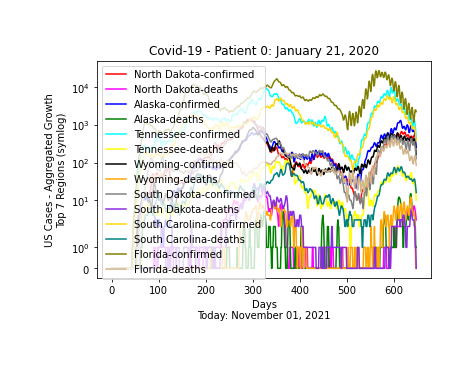 Covid-19 - Patient 0: January 21, 2020
US Cases - Aggregated Growth
Top 7 Regions (symlog)
10⁴
10³
10²
10¹
10⁰
0
North Dakota-confirmed
North Dakota-deaths
Alaska-confirmed
Alaska-deaths
Tennessee-confirmed
Tennessee-deaths
Wyoming-confirmed
Wyoming-deaths
South Dakota-confirmed
South Dakota-deaths
South Carolina-confirmed
South Carolina-deaths
Florida-confirmed
Florida-deaths
0 100 200 300 400 500 600
Days
Today: November 01, 2021